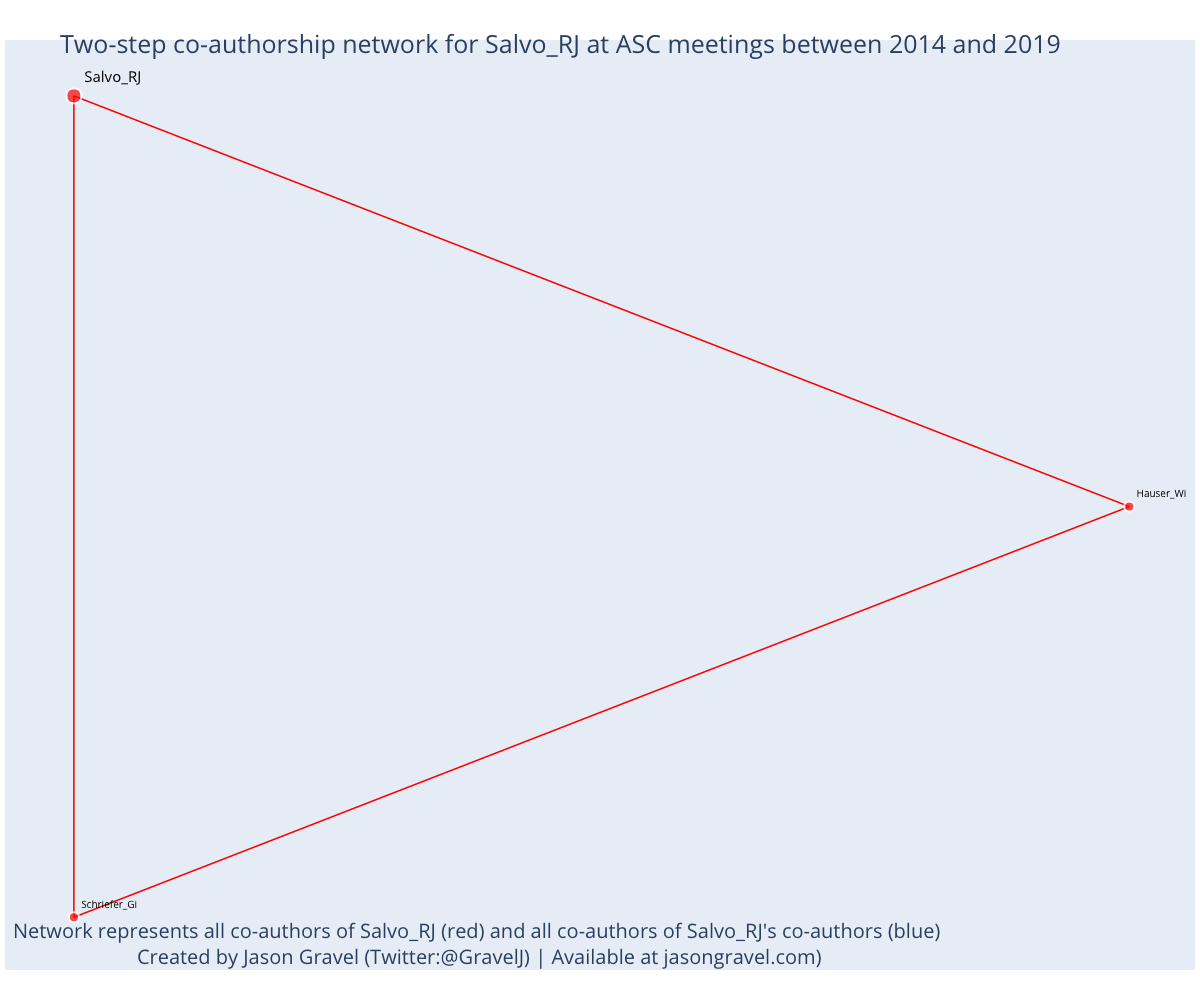 Two-step co-authorship network for Salvo_RJ at ASC meetings between 2014 and 2019
Salvo_RJ
Hauser_Wi
Schriefer_Gi
Network represents all co-authors of Salvo_RJ (red) and all co-authors of Salvo_RJ's co-authors (blue)
Created by Jason Gravel (Twitter:@GravelJ) | Available at jasongravel.com)